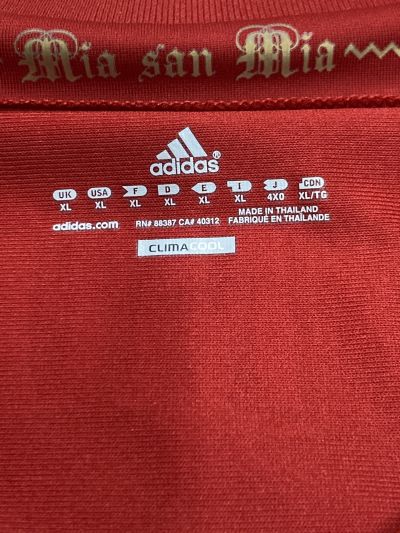 Mia san Mia
adidas®
UK USA F D E I J CDN
XL XL XL XL XL XL 4XO XL/TG
adidas.com RN# 88387 CA# 40312 MADE IN THAILAND
FABRIQUÉ EN THAÏLANDE
CLIMACOOL